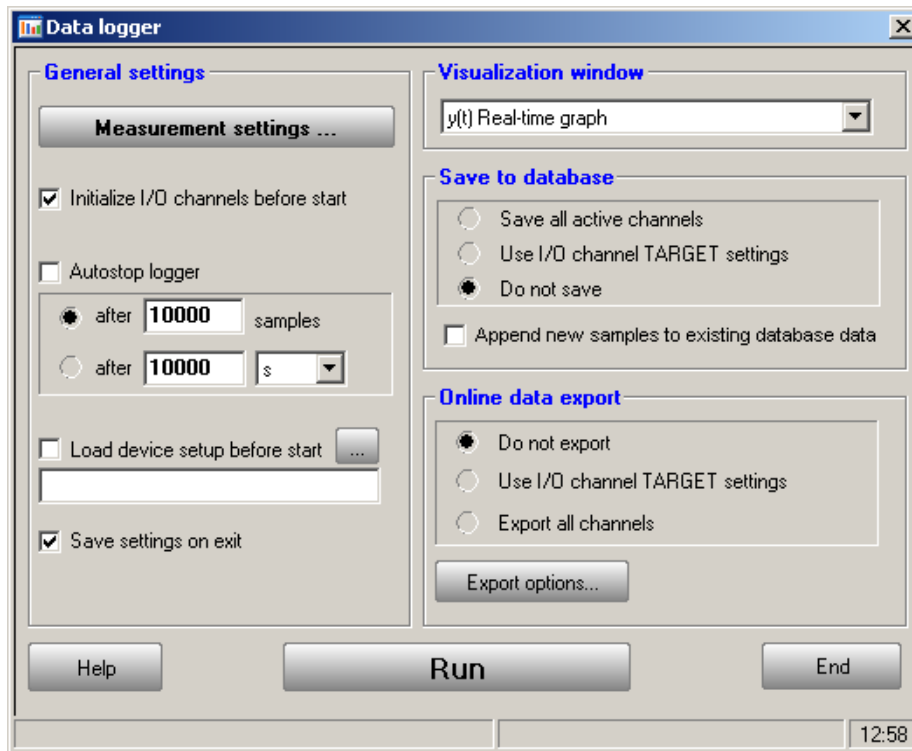 Data logger
General settings
Measurement settings ...
Initialize I/O channels before start
Autostop logger
after 10000 samples
after 10000 s
Load device setup before start ...
Save settings on exit
Visualization window
y(t) Real-time graph
Save to database
Save all active channels
Use I/O channel TARGET settings
Do not save
Append new samples to existing database data
Online data export
Do not export
Use I/O channel TARGET settings
Export all channels
Export options...
Help
Run
End
12:58